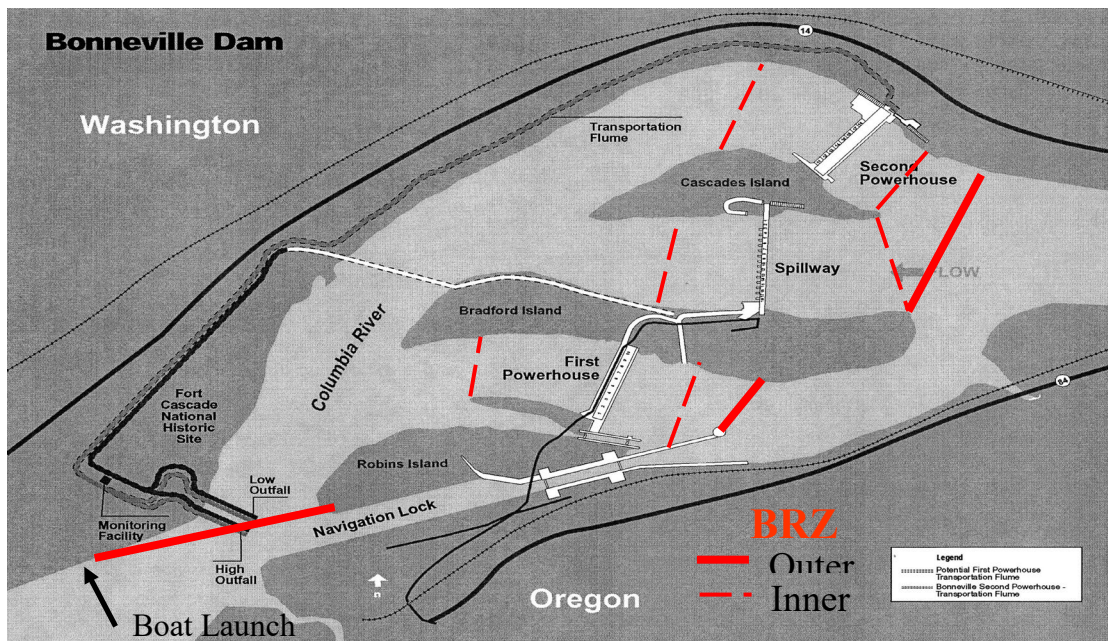 Bonneville Dam
14
Washington
Transportation
Flume
Second
Powerhouse
Cascades Island
Spillway
FLOW
Bradford Island
Columbia River
First
Powerhouse
84
Fort
Cascade
National
Historic
Site
Robins Island
Low
Outfall
Monitoring
Facility
Navigation Lock
High
Outfall
BRZ
Outer
Inner
Legend
Potential First Powerhouse
Transportation Flume
Bonneville Second Powerhouse -
Transportation Flume
n
Oregon
Boat Launch